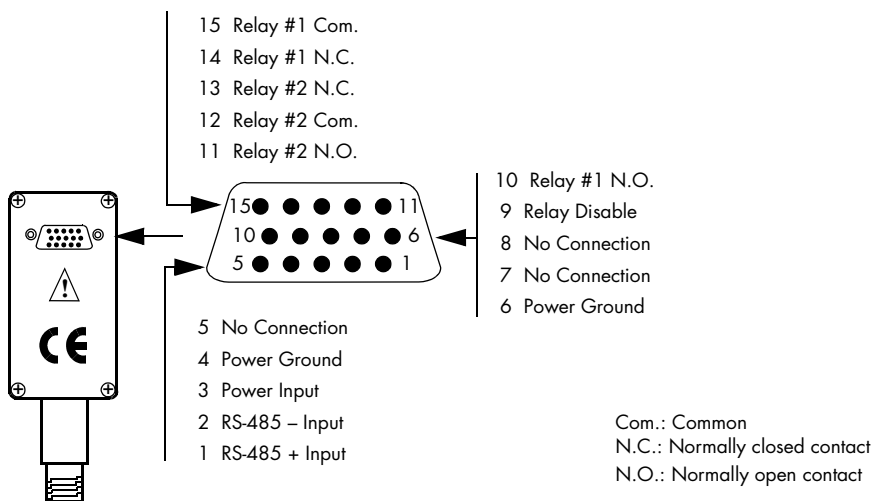 15 Relay #1 Com.
14 Relay #1 N.C.
13 Relay #2 N.C.
12 Relay #2 Com.
11 Relay #2 N.O.
10 Relay #1 N.O.
9 Relay Disable
8 No Connection
7 No Connection
6 Power Ground
15 11
10 6
5 1
CE
5 No Connection
4 Power Ground
3 Power Input
2 RS-485 – Input
1 RS-485 + Input
Com.: Common
N.C.: Normally closed contact
N.O.: Normally open contact